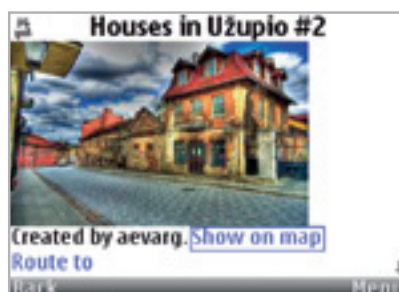 Houses in Užupio #2
Created by aevarg. Show on map
Route to
Back Menu